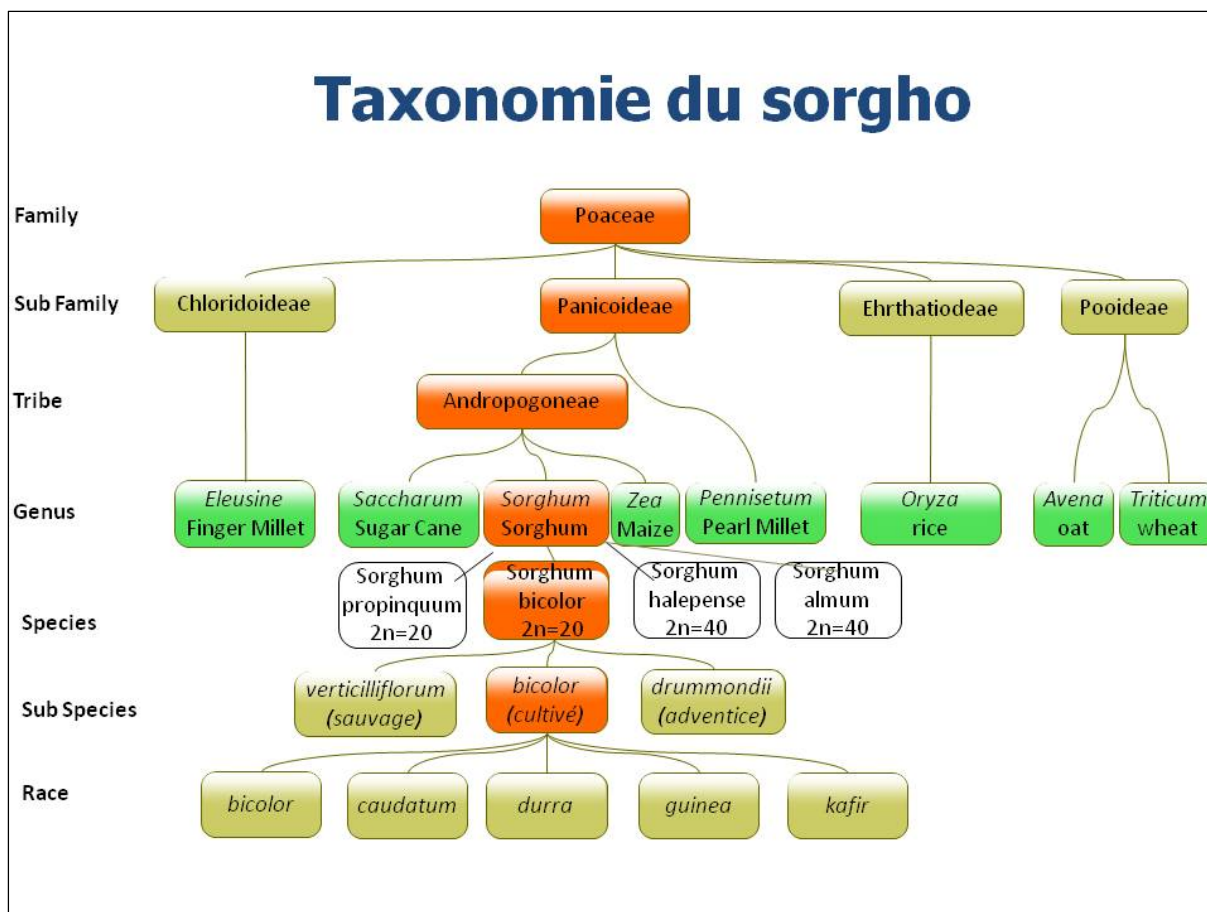 Taxonomie du sorgho
Family
Poaceae
Sub Family
Chloridoideae
Panicoideae
Ehrthatiodeae
Pooideae
Tribe
Andropogoneae
Genus
Eleusine
Finger Millet
Saccharum
Sugar Cane
Sorghum
Sorghum
Zea
Maize
Pennisetum
Pearl Millet
Oryza
rice
Avena
oat
Triticum
wheat
Species
Sorghum
propinquum
2n=20
Sorghum
bicolor
2n=20
Sorghum
halepense
2n=40
Sorghum
almum
2n=40
Sub Species
verticilliflorum
(sauvage)
bicolor
(cultivé)
drummondii
(adventice)
Race
bicolor
caudatum
durra
guinea
kafir